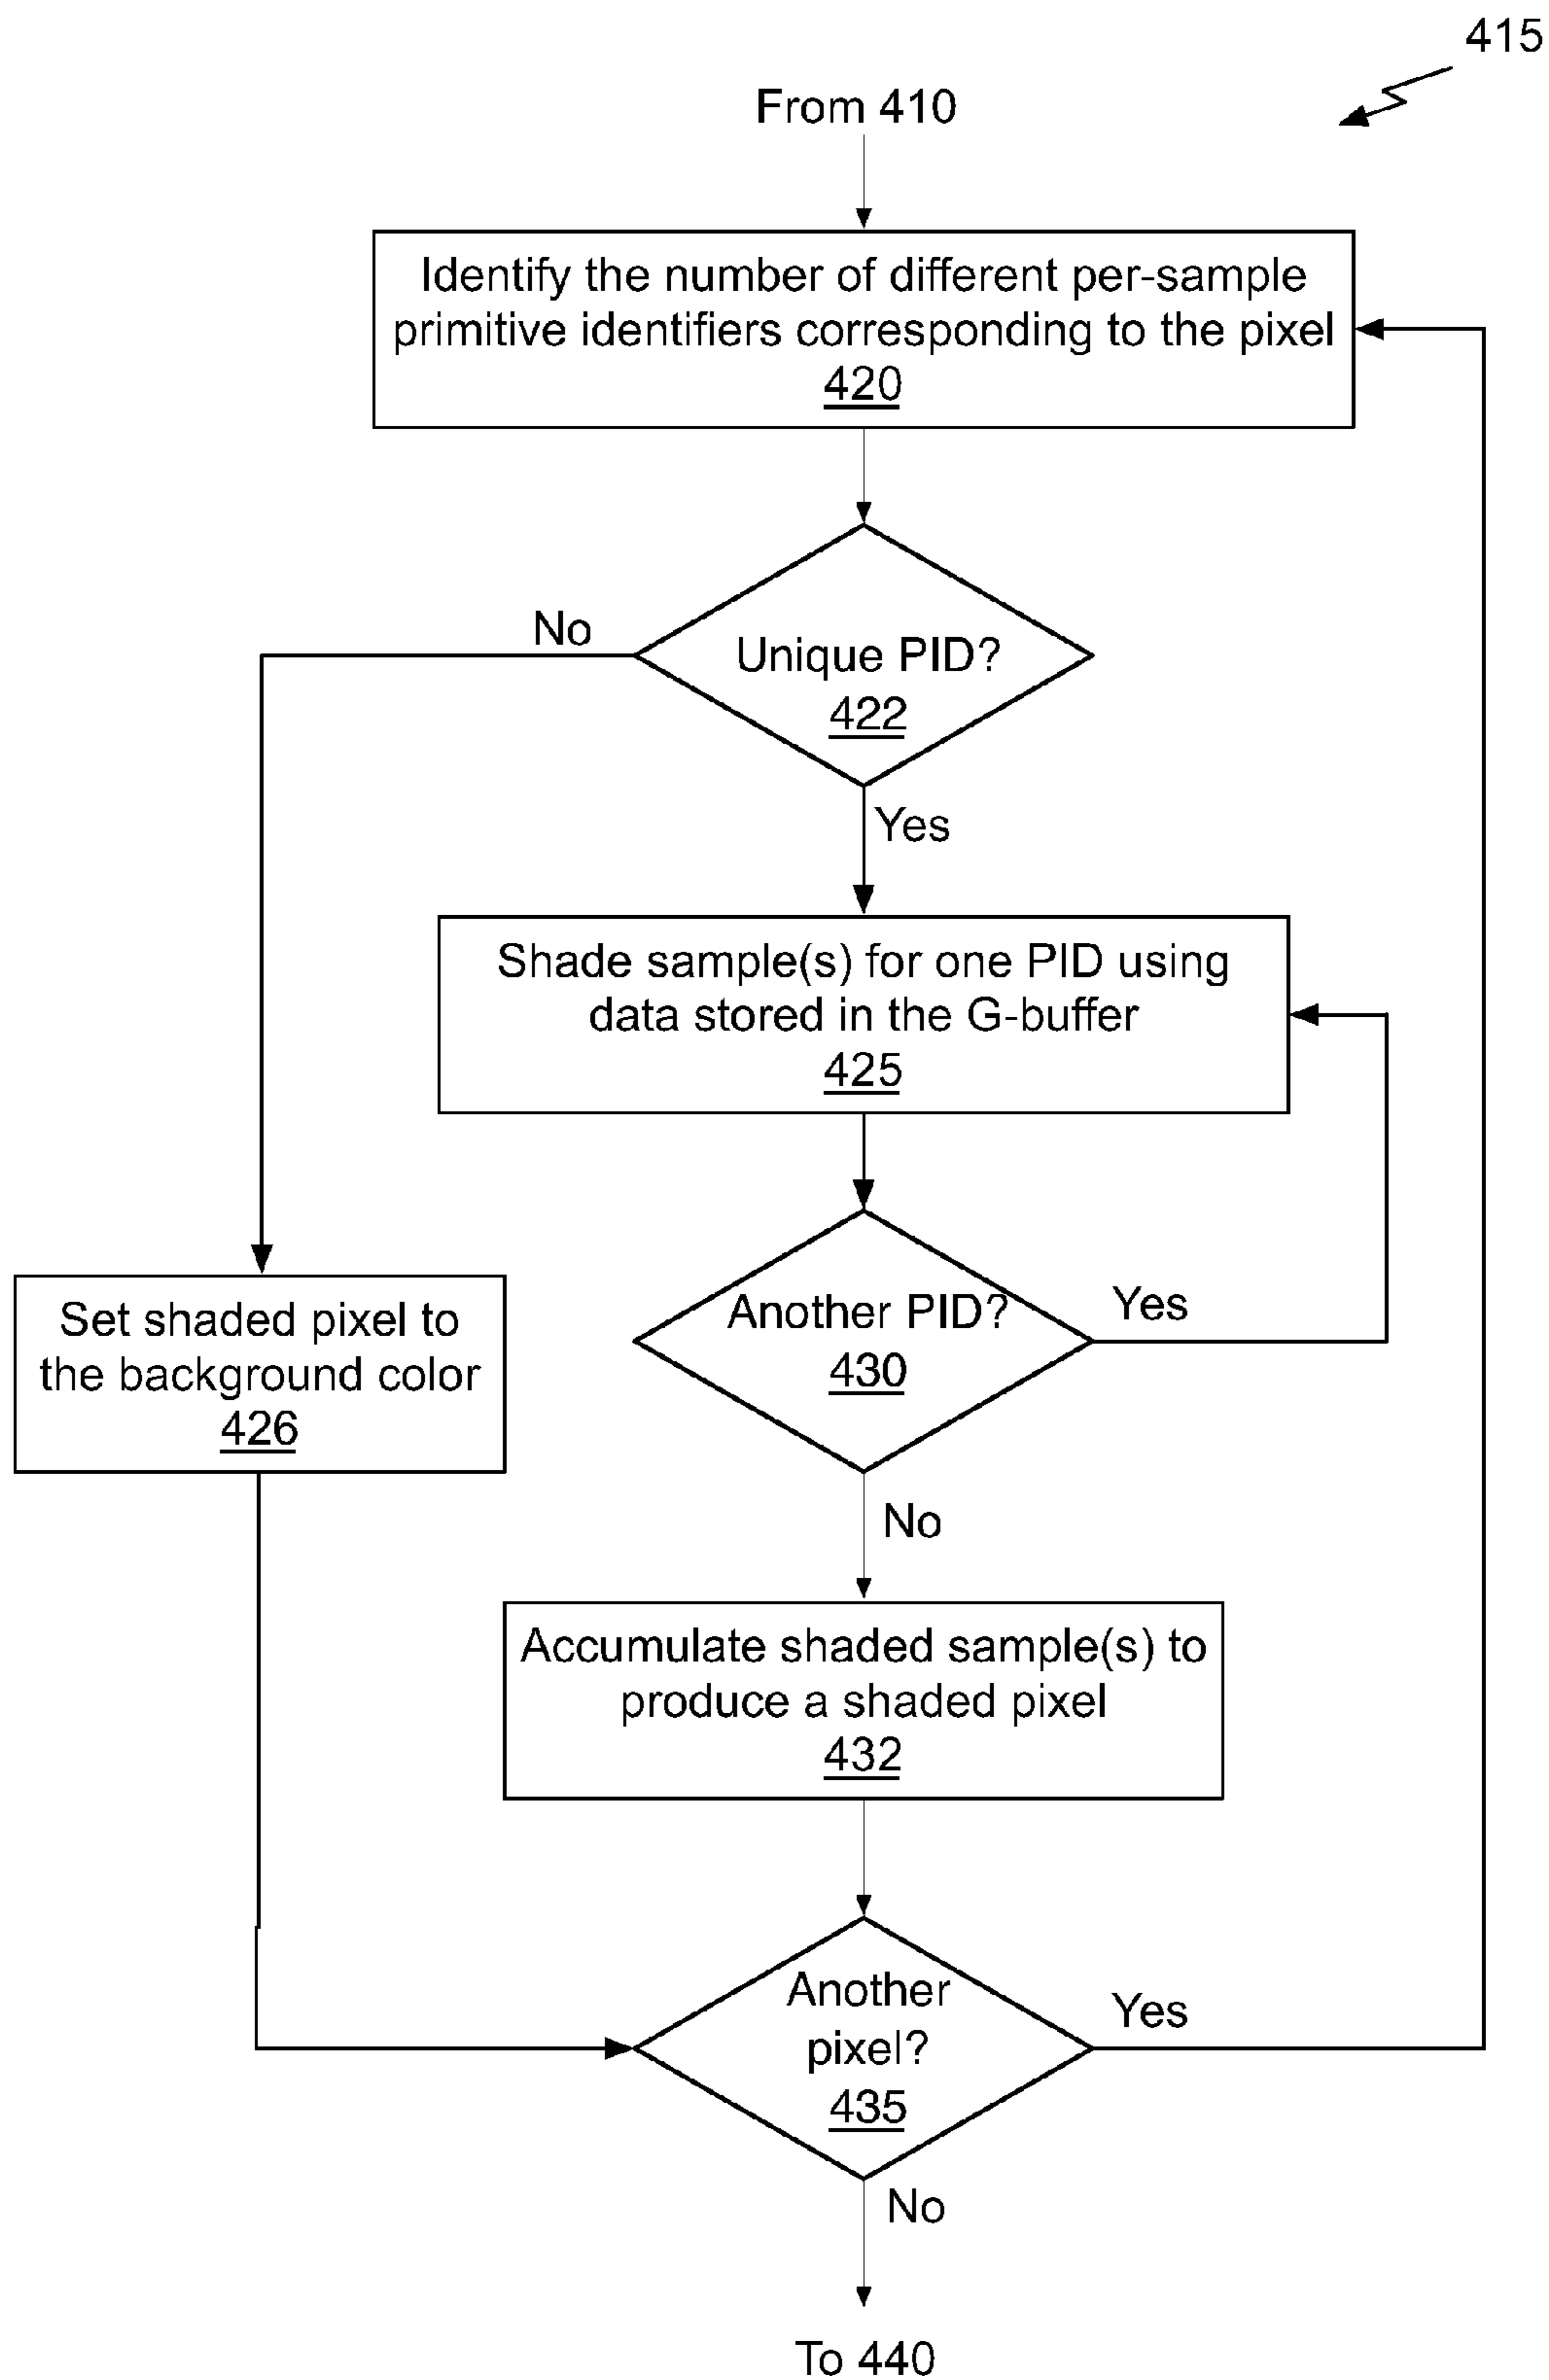 415
From 410
Identify the number of different per-sample
primitive identifiers corresponding to the pixel
420
No
Unique PID?
422
Yes
Shade sample(s) for one PID using
data stored in the G-buffer
425
Set shaded pixel to
the background color
426
Another PID?
430
Yes
No
Accumulate shaded sample(s) to
produce a shaded pixel
432
Another
pixel?
435
Yes
No
To 440